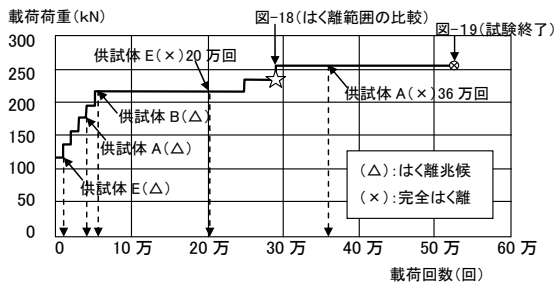 載荷荷重(kN)
図-18(はく離範囲の比較)
図-19(試験終了)
300
250
200
150
100
50
0
供試体 E(×)20 万回
供試体 B(△)
供試体 A(×)36 万回
供試体 A(△)
供試体 E(△)
(△):はく離兆候
(×):完全はく離
0 10 万 20 万 30 万 40 万 50 万 60 万
載荷回数(回)